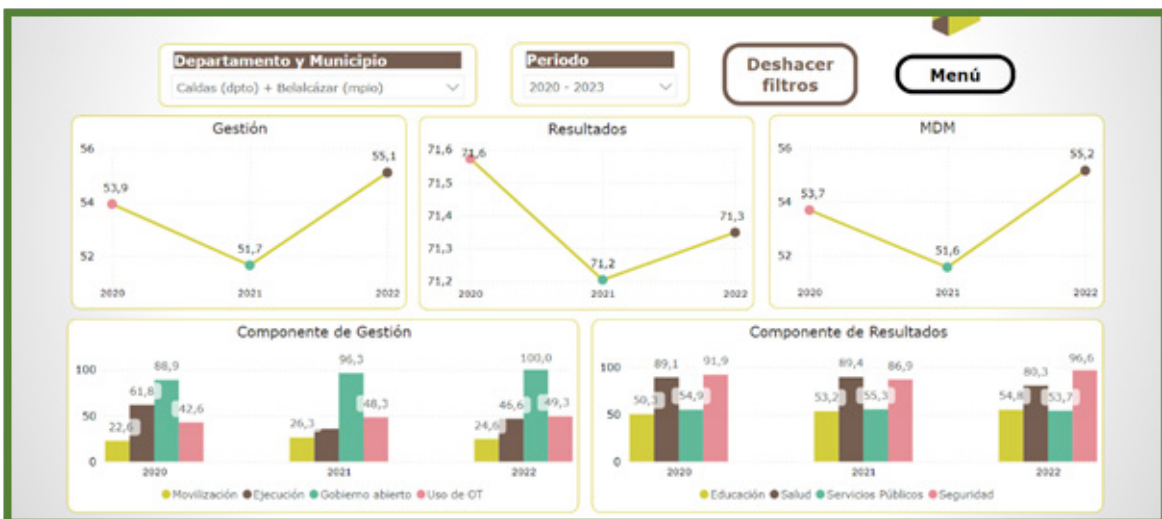 Departamento y Municipio
Caldas (dpto) + Belalcázar (mpio)
Periodo
2020 - 2023
Deshacer
filtros
Menú
Gestión
56
54
52
53,9
51,7
55,1
2020 2021 2022
Resultados
71,6
71,5
71,4
71,3
71,2
71,6
71,2
71,3
2020 2021 2022
MDM
56
54
52
53,7
51,6
55,2
2020 2021 2022
Componente de Gestión
100
50
0
22,6 61,8 88,9 42,6
26,3 96,3 48,3
24,6 46,6 100,0 49,3
2020 2021 2022
Movilización Ejecución Gobierno abierto Uso de OT
Componente de Resultados
100
50
0
50,3 89,1 54,9 91,9
53,2 89,4 55,3 86,9
54,8 80,3 53,7 96,6
2020 2021 2022
Educación Salud Servicios Públicos Seguridad